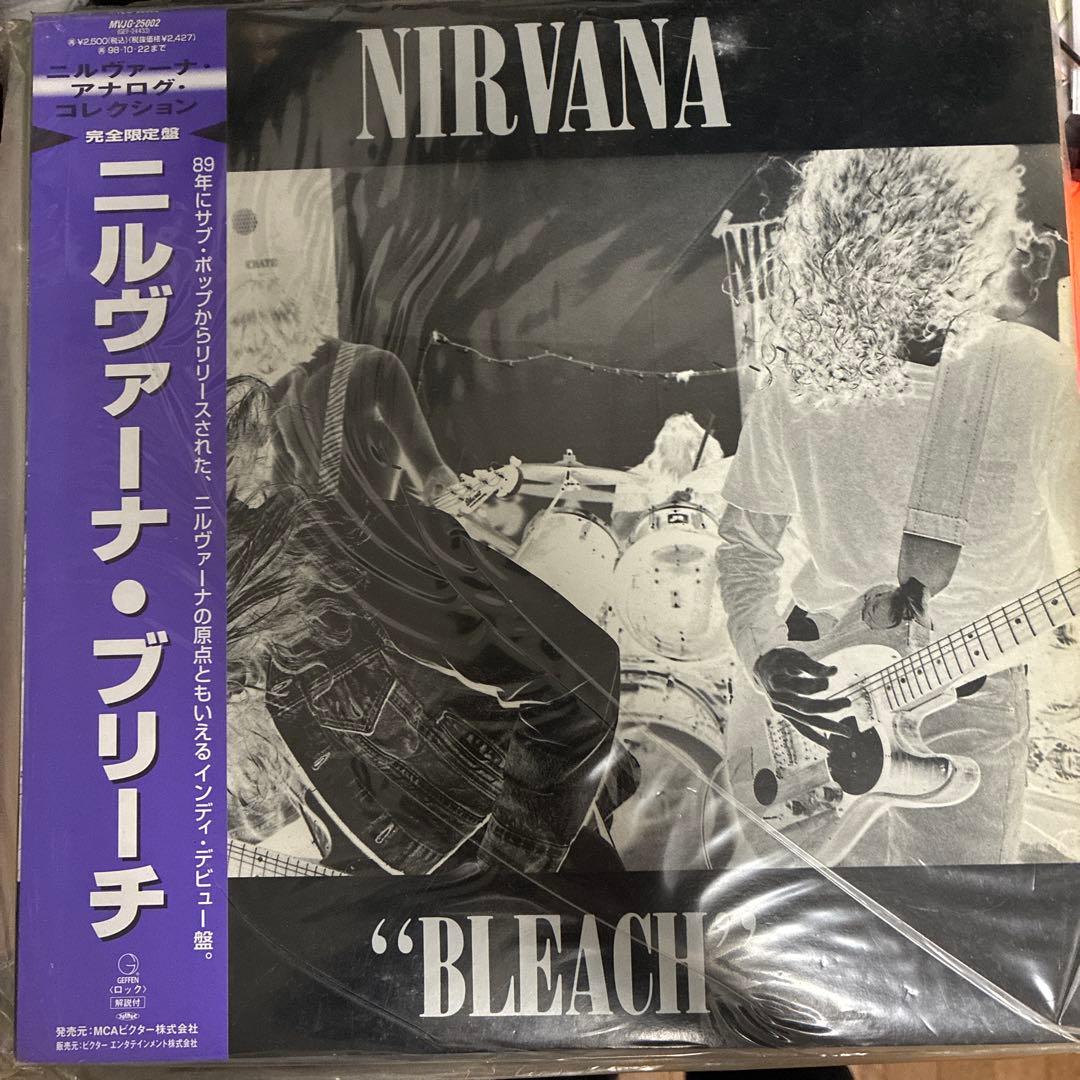 MVJG-25002
(GEF-24433)
㊖¥2,500(税込)(税抜価格¥2,427)
㊖98・10・22まで
ニルヴァーナ・
アナログ・
コレクション
完全限定盤
ニルヴァーナ・ブリーチ
89年にサブ・ポップからリリースされた、ニルヴァーナの原点ともいえるインディ・デビュー盤。
GEFFEN
〈ロック〉
解説付
発売元:MCAビクター株式会社
販売元:ビクター エンタテインメント株式会社
NIRVANA
"BLEACH"